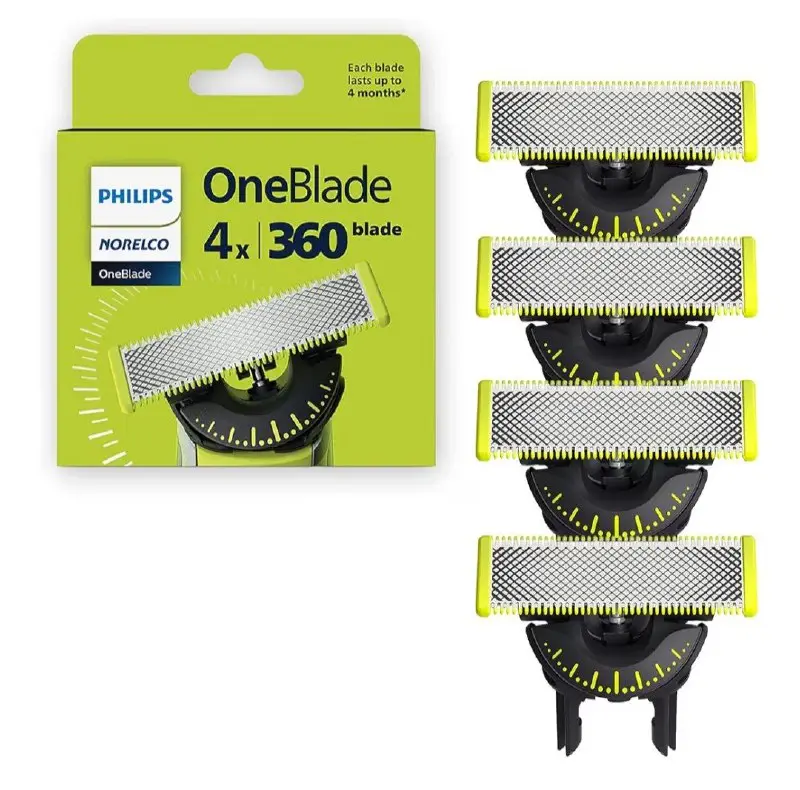 Each blade
lasts up to
4 months*
PHILIPS
NORELCO
OneBlade
OneBlade
4x | 360 blade